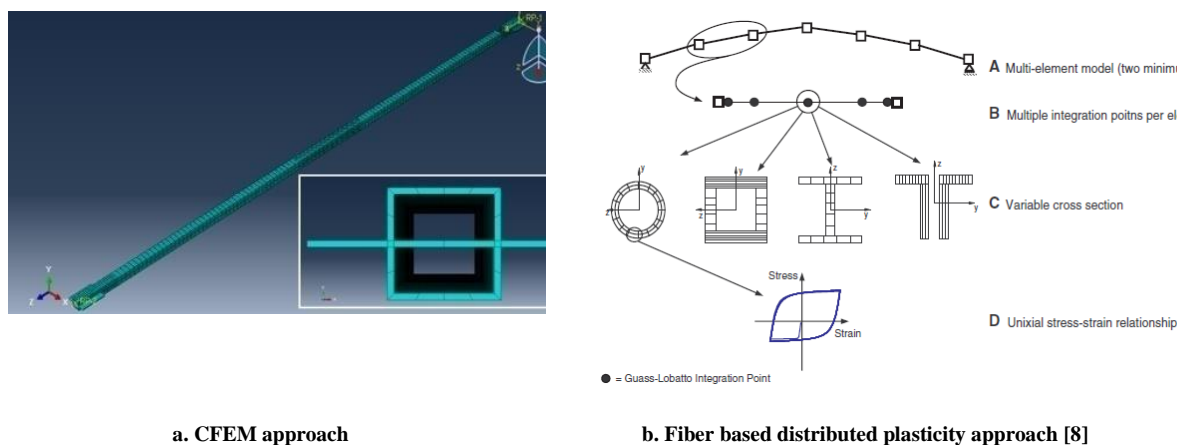 RP-1
Y
Z
X
A Multi-element model (two minimu
B Multiple integration poitns per el
y
z
y
z
z
y
z
y
C Variable cross section
Stress
Strain
D Unixial stress-strain relationship
= Guass-Lobatto Integration Point
a. CFEM approach
b. Fiber based distributed plasticity approach [8]